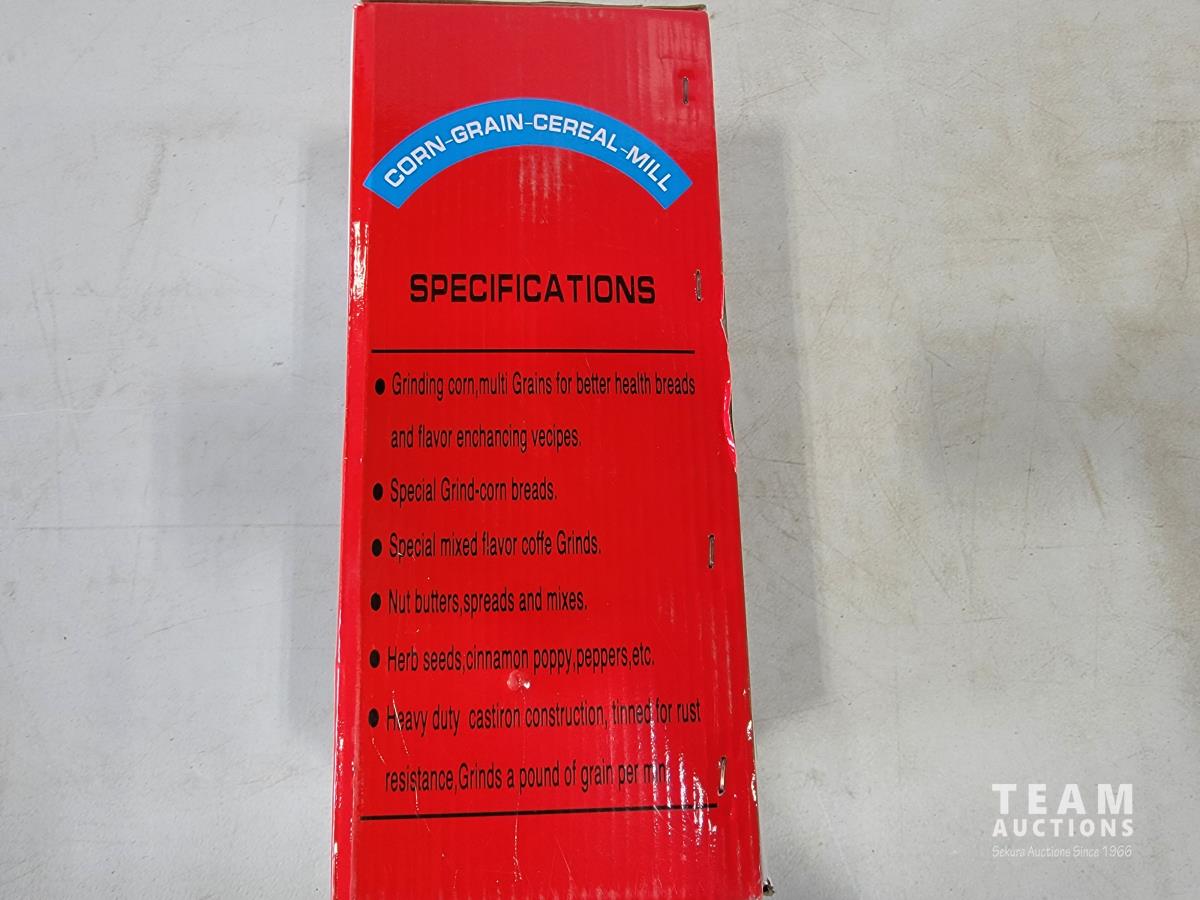 CORN-GRAIN-CEREAL-MILL
SPECIFICATIONS
● Grinding corn,multi Grains for better health breads
and flavor enchancing vecipes.
● Special Grind-corn breads.
● Special mixed flavor coffe Grinds.
● Nut butters,spreads and mixes.
● Herb seeds,cinnamon poppy,peppers,etc.
● Heavy duty castiron construction, tinned for rust
resistance,Grinds a pound of grain per min.
TEAM
AUCTIONS
Sekura Auctions Since 1966